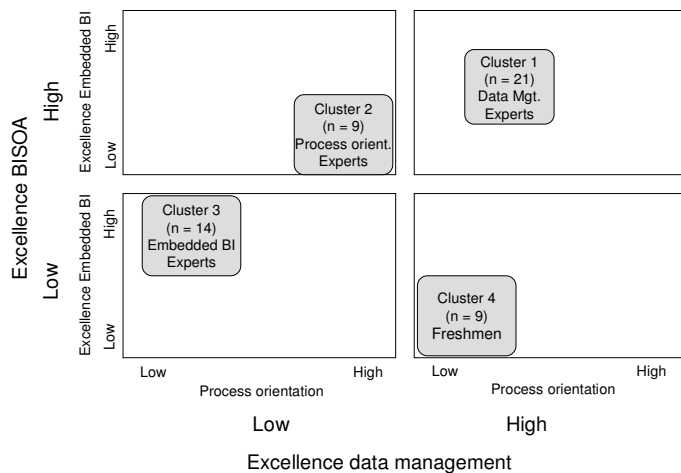 Excellence BISOA
High
Low
Excellence Embedded BI
High
Low
Cluster 2
(n = 9)
Process orient.
Experts
Cluster 1
(n = 21)
Data Mgt.
Experts
Excellence Embedded BI
High
Low
Cluster 3
(n = 14)
Embedded BI
Experts
Cluster 4
(n = 9)
Freshmen
Low
High
Process orientation
Low
High
Process orientation
Low
High
Excellence data management